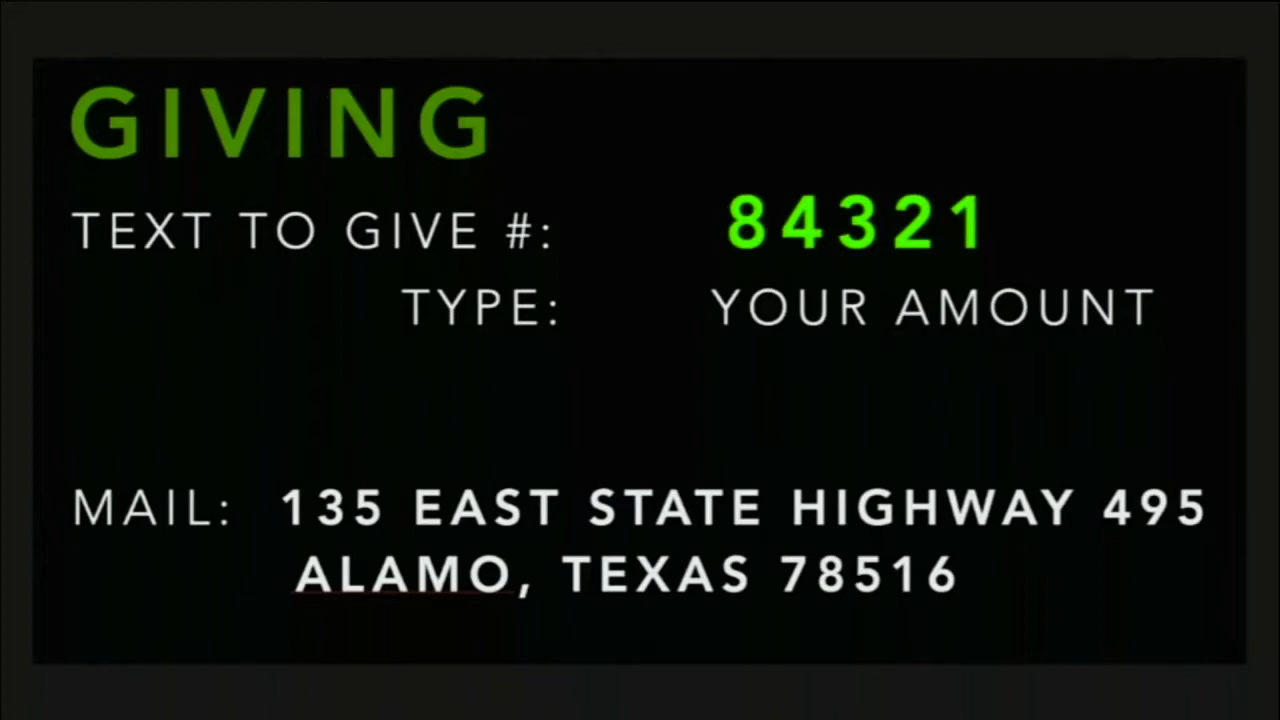 GIVING
TEXT TO GIVE #: 84321
TYPE: YOUR AMOUNT
MAIL: 135 EAST STATE HIGHWAY 495
ALAMO, TEXAS 78516